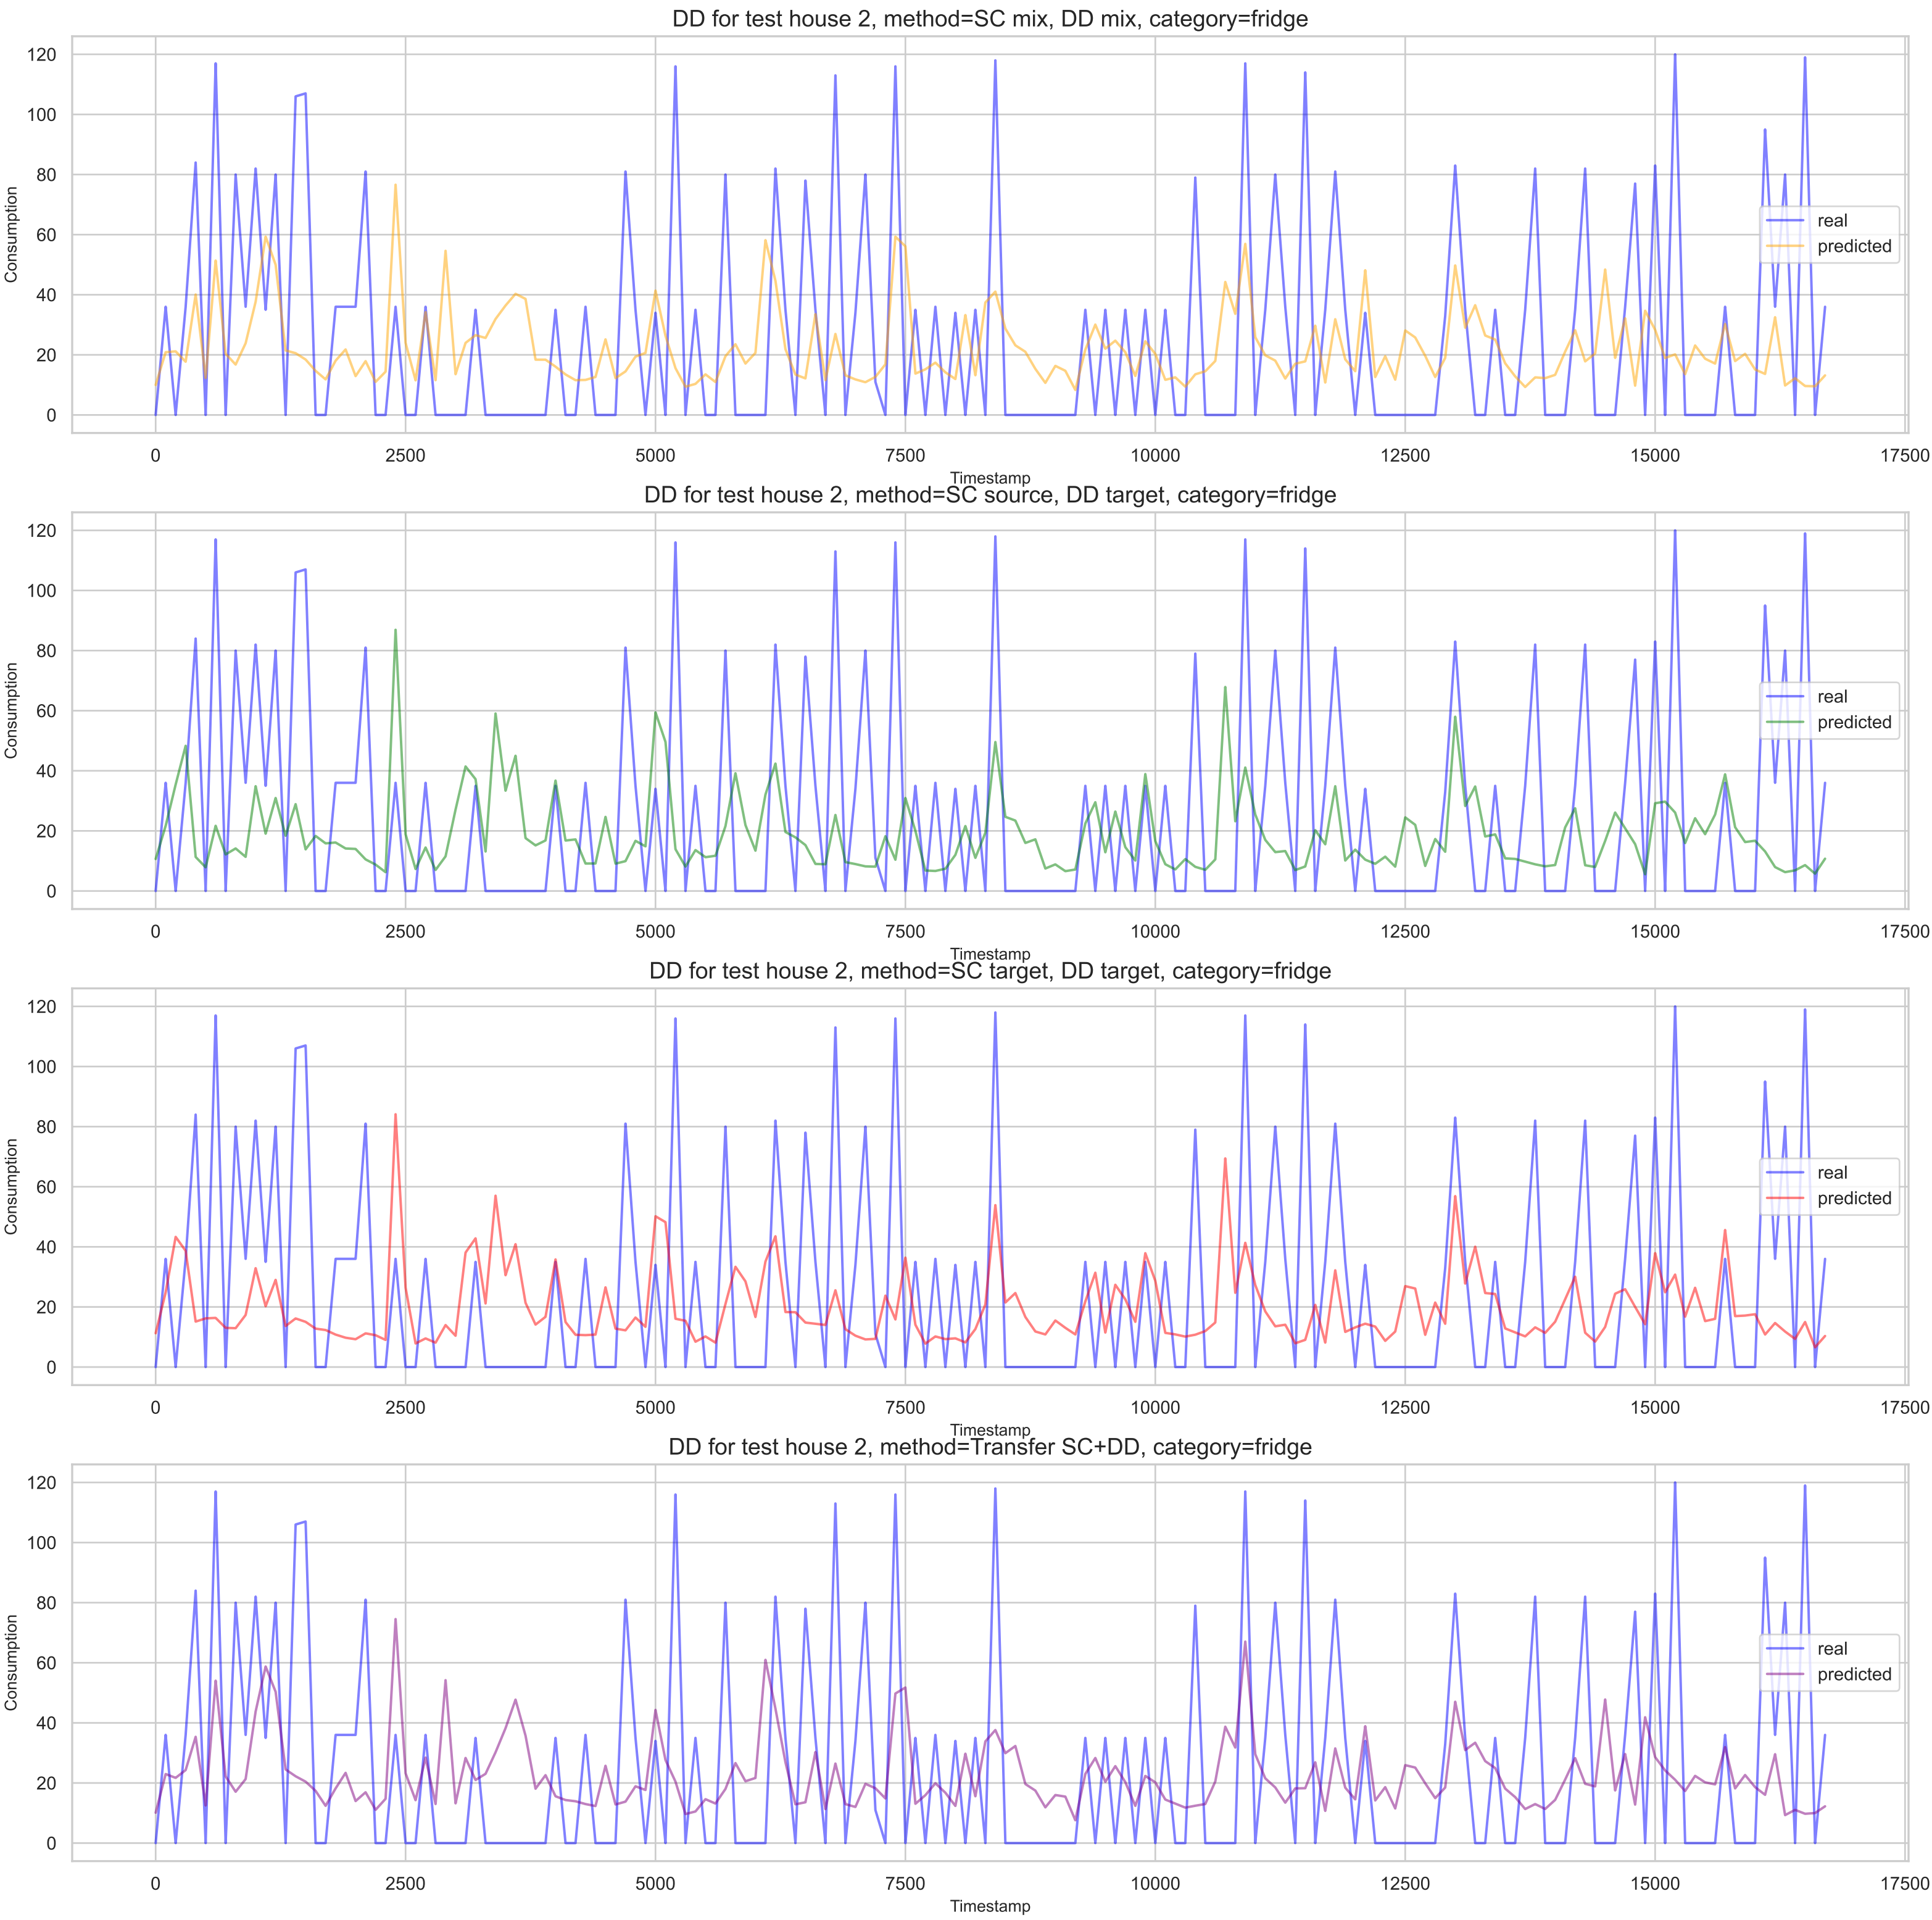 DD for test house 2, method=SC mix, DD mix, category=fridge
120
100
80
60
40
20
0
Consumption
real
predicted
0 2500 5000 7500 10000 12500 15000 17500
Timestamp
DD for test house 2, method=SC source, DD target, category=fridge
120
100
80
60
40
20
0
Consumption
real
predicted
0 2500 5000 7500 10000 12500 15000 17500
Timestamp
DD for test house 2, method=SC target, DD target, category=fridge
120
100
80
60
40
20
0
Consumption
real
predicted
0 2500 5000 7500 10000 12500 15000 17500
Timestamp
DD for test house 2, method=Transfer SC+DD, category=fridge
120
100
80
60
40
20
0
Consumption
real
predicted
0 2500 5000 7500 10000 12500 15000 17500
Timestamp